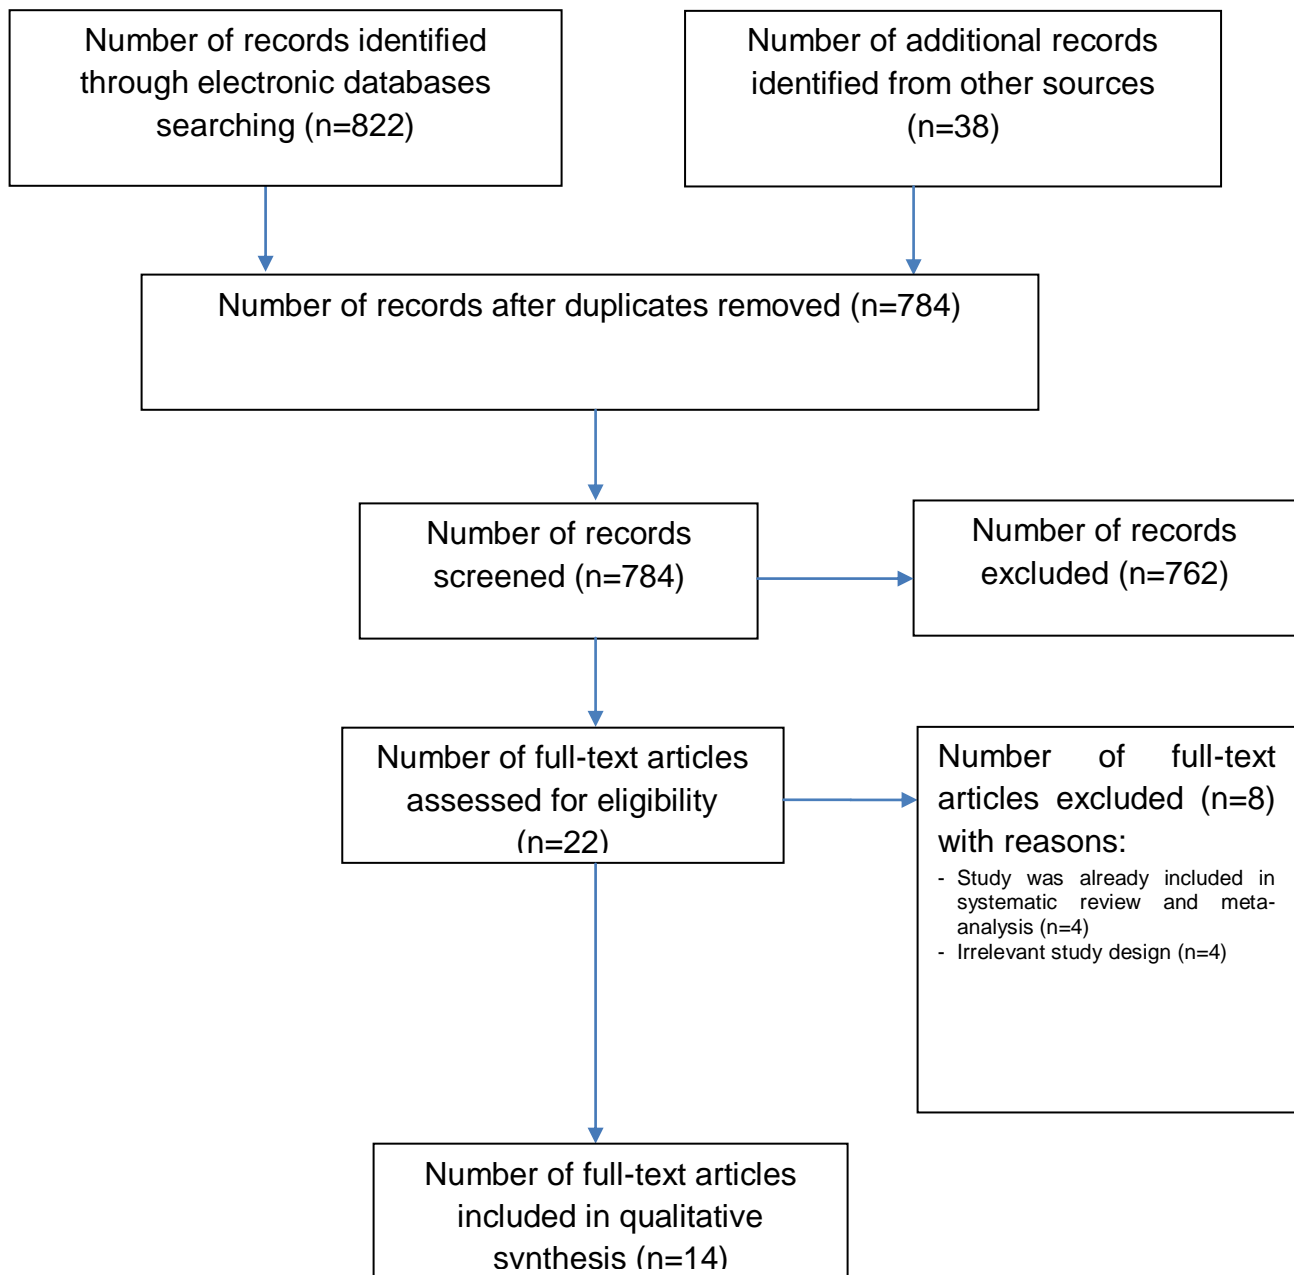 Number of records identified
through electronic databases
searching (n=822)
Number of additional records
identified from other sources
(n=38)
Number of records after duplicates removed (n=784)
Number of records
screened (n=784)
Number of records
excluded (n=762)
Number of full-text articles
assessed for eligibility
(n=22)
Number of full-text
articles excluded (n=8)
with reasons:
- Study was already included in
systematic review and meta-
analysis (n=4)
- Irrelevant study design (n=4)
Number of full-text articles
included in qualitative
synthesis (n=14)